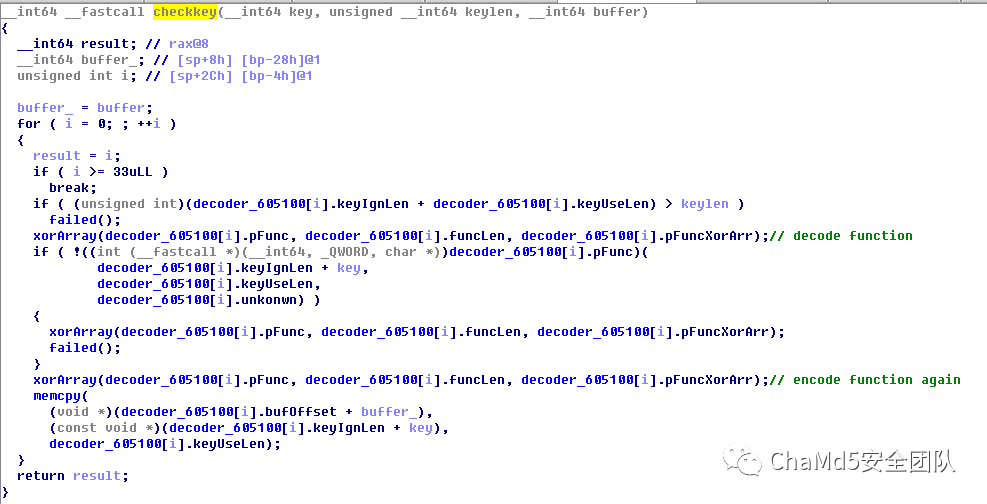 __int64 __fastcall checkkey(__int64 key, unsigned __int64 keylen, __int64 buffer)
{
  __int64 result; // rax@8
  __int64 buffer_; // [sp+8h] [bp-28h]@1
  unsigned int i; // [sp+2Ch] [bp-4h]@1

  buffer_ = buffer;
  for ( i = 0; ; ++i )
  {
    result = i;
    if ( i >= 33uLL )
      break;
    if ( (unsigned int)(decoder_605100[i].keyIgnLen + decoder_605100[i].keyUseLen) > keylen )
      failed();
    xorArray(decoder_605100[i].pFunc, decoder_605100[i].funcLen, decoder_605100[i].pFuncXorArr);// decode function
    if ( !((int (__fastcall *)(__int64, _QWORD, char *))decoder_605100[i].pFunc)(
            decoder_605100[i].keyIgnLen + key,
            decoder_605100[i].keyUseLen,
            decoder_605100[i].unkonwn) )
    {
      xorArray(decoder_605100[i].pFunc, decoder_605100[i].funcLen, decoder_605100[i].pFuncXorArr);
      failed();
    }
    xorArray(decoder_605100[i].pFunc, decoder_605100[i].funcLen, decoder_605100[i].pFuncXorArr);// encode function again
    memcpy(
      (void *)(decoder_605100[i].bufOffset + buffer_),
      (const void *)(decoder_605100[i].keyIgnLen + key),
      decoder_605100[i].keyUseLen);
  }
  return result;
}
ChaMd5安全团队